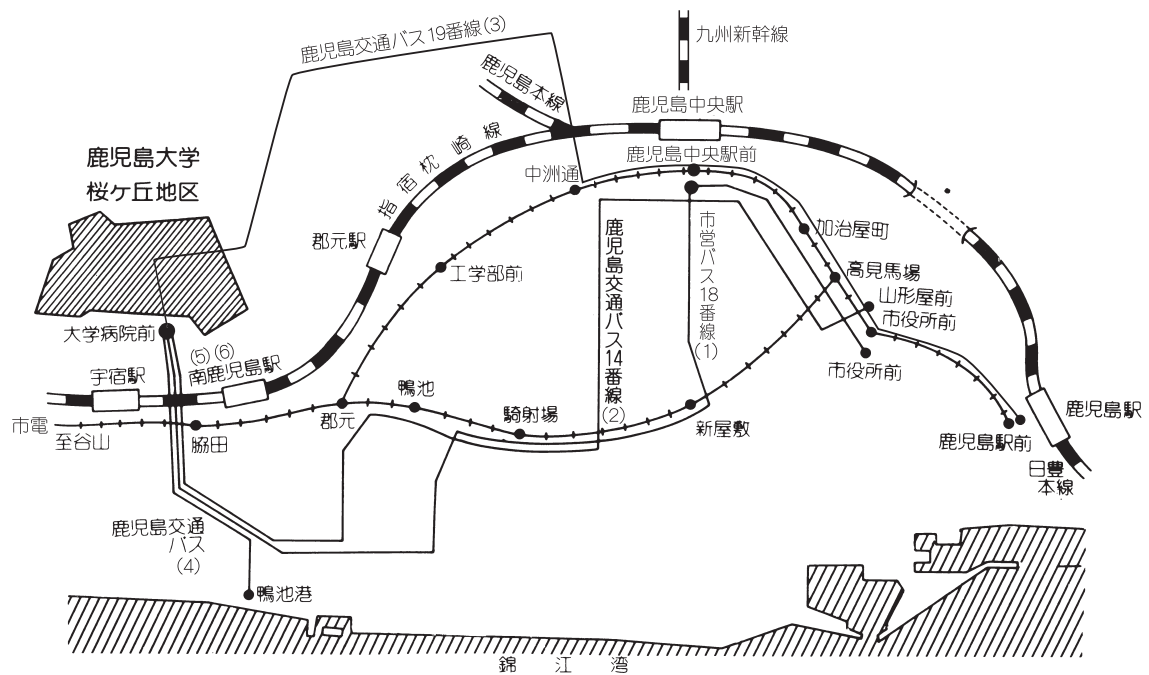 鹿児島交通バス19番線(3)
九州新幹線
鹿児島本線
鹿児島中央駅
鹿児島大学
桜ヶ丘地区
指宿枕崎線
中洲通
鹿児島中央駅前
郡元駅
工学部前
鹿児島交通バス14番線(2)
市営バス18番線(1)
加治屋町
高見馬場
山形屋前
市役所前
大学病院前
(5)(6)
南鹿児島駅
市役所前
宇宿駅
鴨池
市電
至谷山
脇田
郡元
騎射場
新屋敷
鹿児島駅
鹿児島駅前
日豊
本線
鹿児島交通
バス
(4)
鴨池港
錦江湾